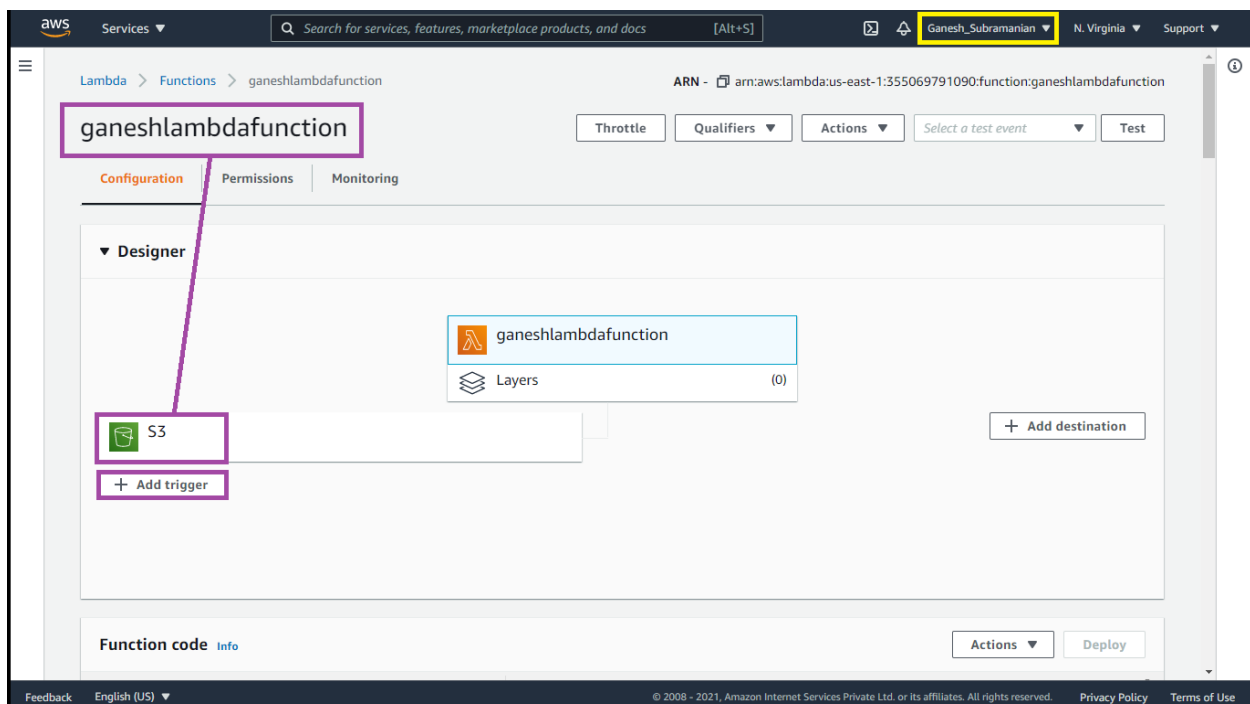 aws Services ▼ Search for services, features, marketplace products, and docs [Alt+S] Ganesh_Subramanian ▼ N. Virginia ▼ Support ▼
Lambda > Functions > ganeshlambdafunction ARN - arn:aws:lambda:us-east-1:355069791090:function:ganeshlambdafunction
ganeshlambdafunction Throttle Qualifiers ▼ Actions ▼ Select a test event ▼ Test
Configuration Permissions Monitoring
▼ Designer
ganeshlambdafunction
Layers (0)
S3 + Add destination
+ Add trigger
Function code Info Actions ▼ Deploy
Feedback English (US) ▼ © 2008 - 2021, Amazon Internet Services Private Ltd. or its affiliates. All rights reserved. Privacy Policy Terms of Use